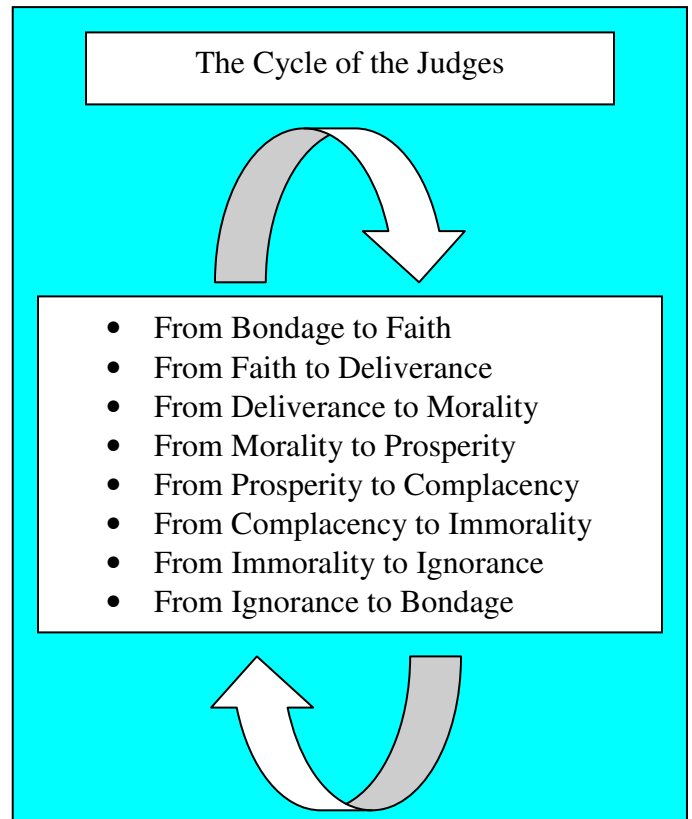 The Cycle of the Judges
• From Bondage to Faith
• From Faith to Deliverance
• From Deliverance to Morality
• From Morality to Prosperity
• From Prosperity to Complacency
• From Complacency to Immorality
• From Immorality to Ignorance
• From Ignorance to Bondage